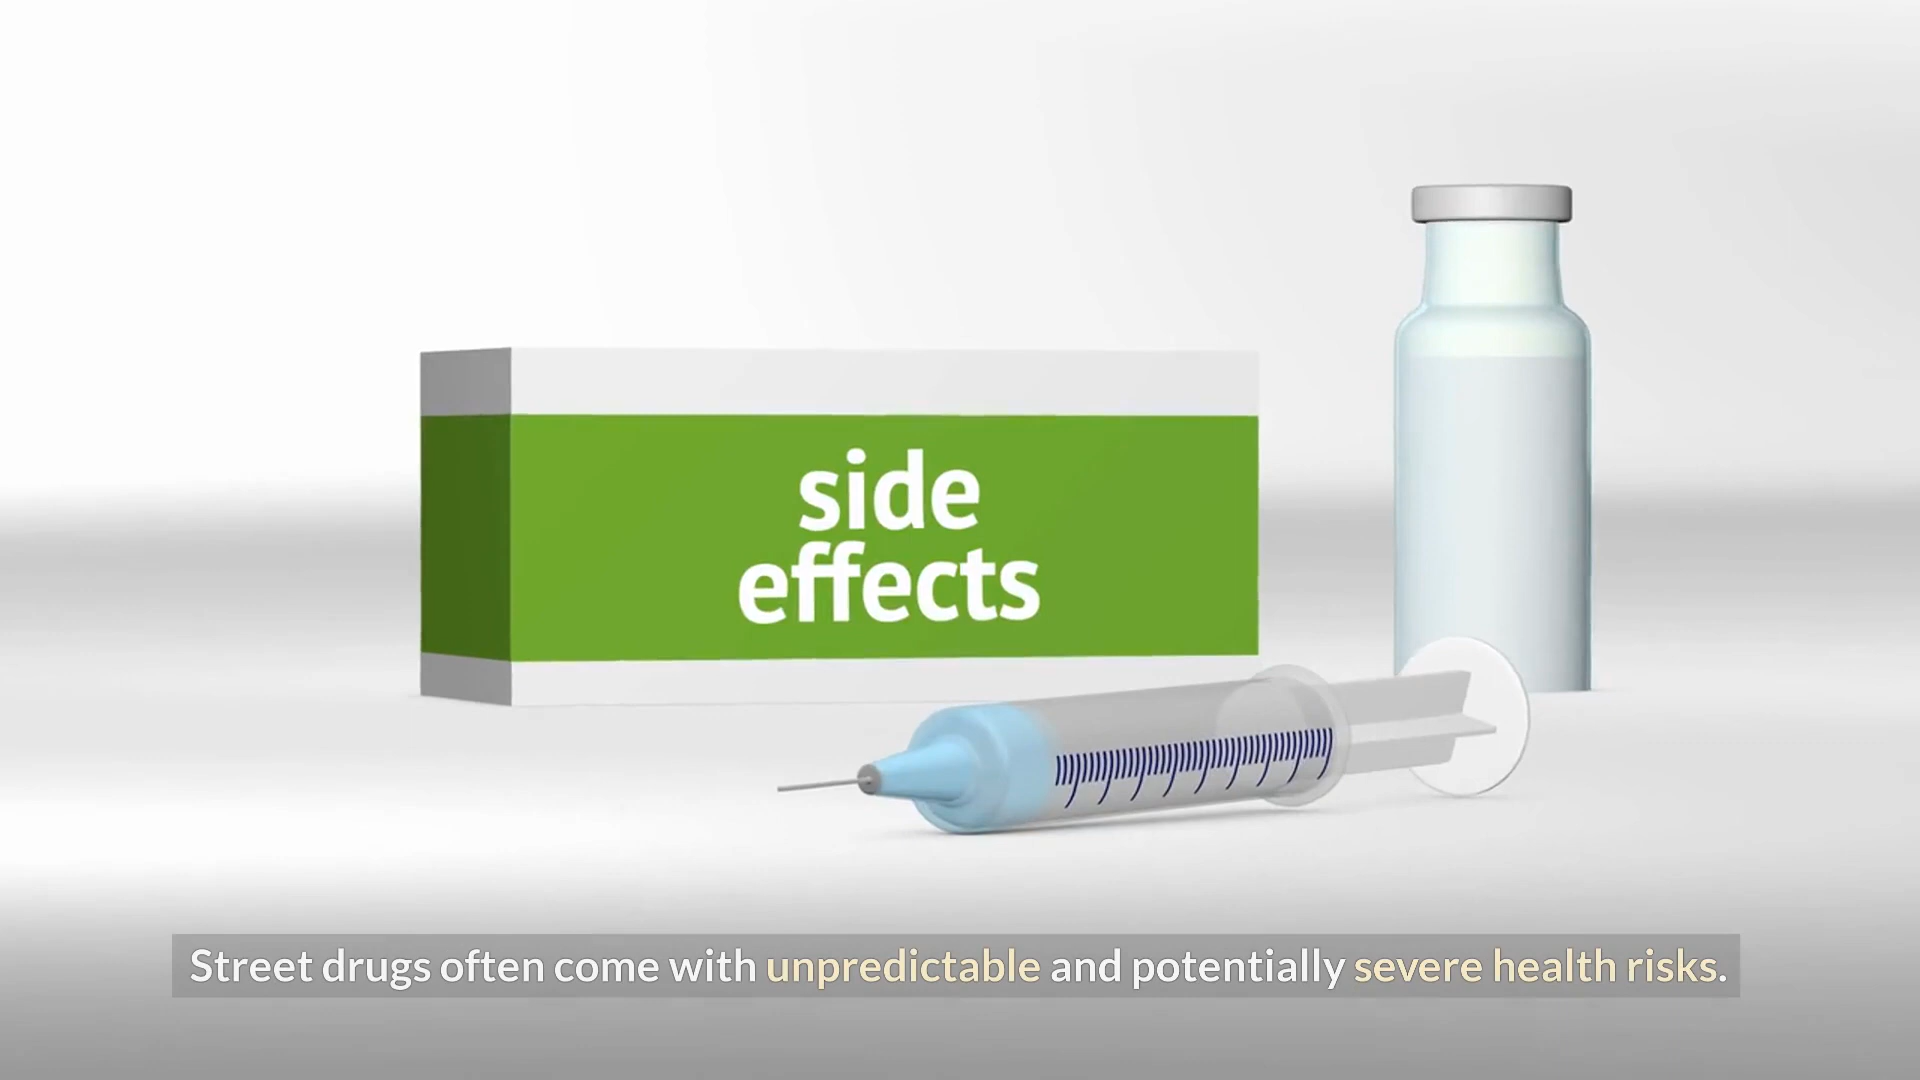 side
effects
Street drugs often come with unpredictable and potentially severe health risks.